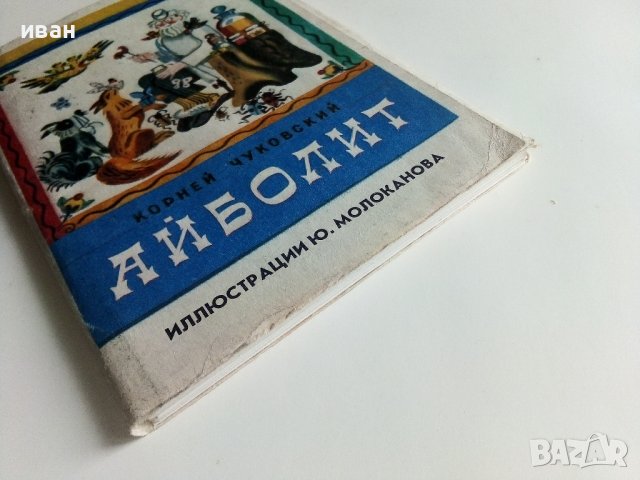 иван
КОРНЕЙ ЧУКОВСКИЙ
АЙБОЛИТ
ИЛЛЮСТРАЦИИ Ю. МОЛОКАНОВА
BAZAR